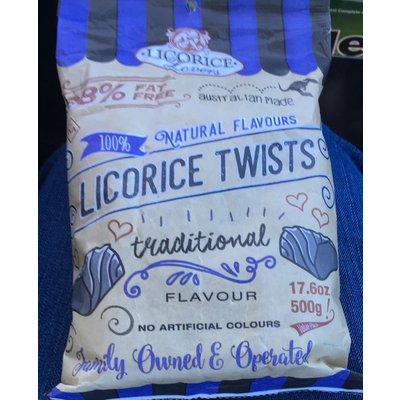 LICORICE
Lovers
98% FAT
FREE
AUSTRALIAN MADE
100% NATURAL FLAVOURS
LICORICE TWISTS
traditional
FLAVOUR
17.6oz
500g!
NO ARTIFICIAL COLOURS
Family Owned & Operated